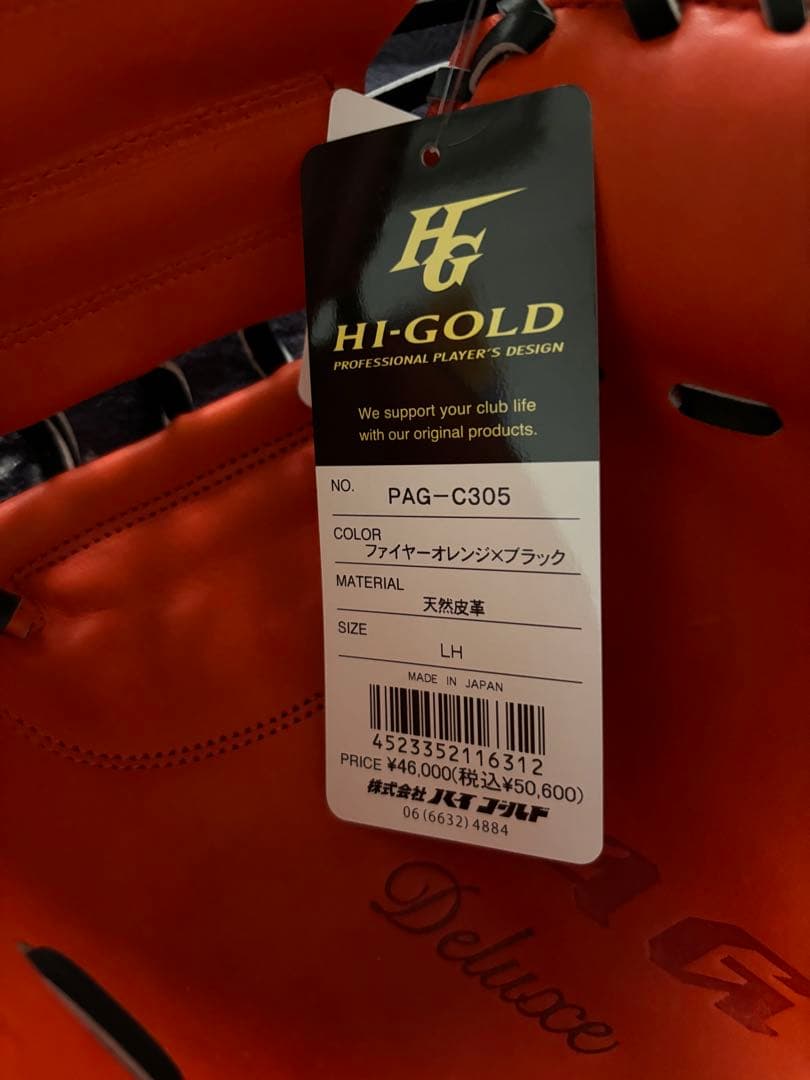 HG
HI-GOLD
PROFESSIONAL PLAYER'S DESIGN
We support your club life
with our original products.
NO. PAG-C305
COLOR
ファイヤーオレンジ×ブラック
MATERIAL
天然皮革
SIZE
LH
MADE IN JAPAN
4523352116312
PRICE ¥46,000(税込¥50,600)
株式会社 ハイ ゴールド
06(6632)4884
AG
Deluxe